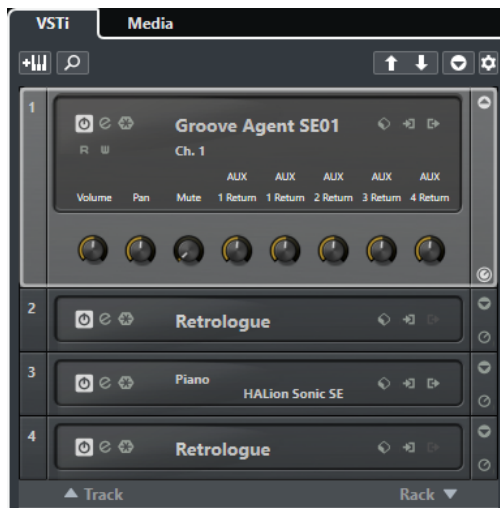 VSTi Media
1
Groove Agent SE01
R W
Ch. 1
AUX AUX AUX AUX AUX
Volume Pan Mute 1 Return 1 Return 2 Return 3 Return 4 Return
2
Retrologue
3
Piano
HALion Sonic SE
4
Retrologue
Track Rack